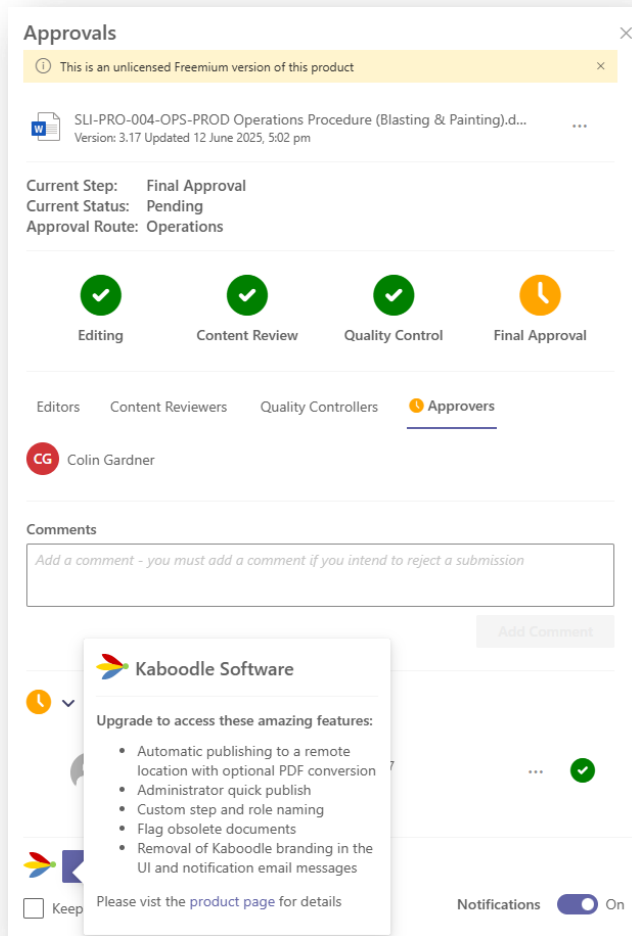 Approvals
This is an unlicensed Freemium version of this product
SLI-PRO-004-OPS-PROD Operations Procedure (Blasting & Painting).d...
Version: 3.17 Updated 12 June 2025, 5:02 pm
Current Step: Final Approval
Current Status: Pending
Approval Route: Operations
Editing Content Review Quality Control Final Approval
Editors Content Reviewers Quality Controllers Approvers
CG Colin Gardner
Comments
Add a comment - you must add a comment if you intend to reject a submission
Add Comment
Kaboodle Software
Upgrade to access these amazing features:
• Automatic publishing to a remote
location with optional PDF conversion
• Administrator quick publish
• Custom step and role naming
• Flag obsolete documents
• Removal of Kaboodle branding in the
UI and notification email messages
Please vist the product page for details
7
...
Keep
Notifications On